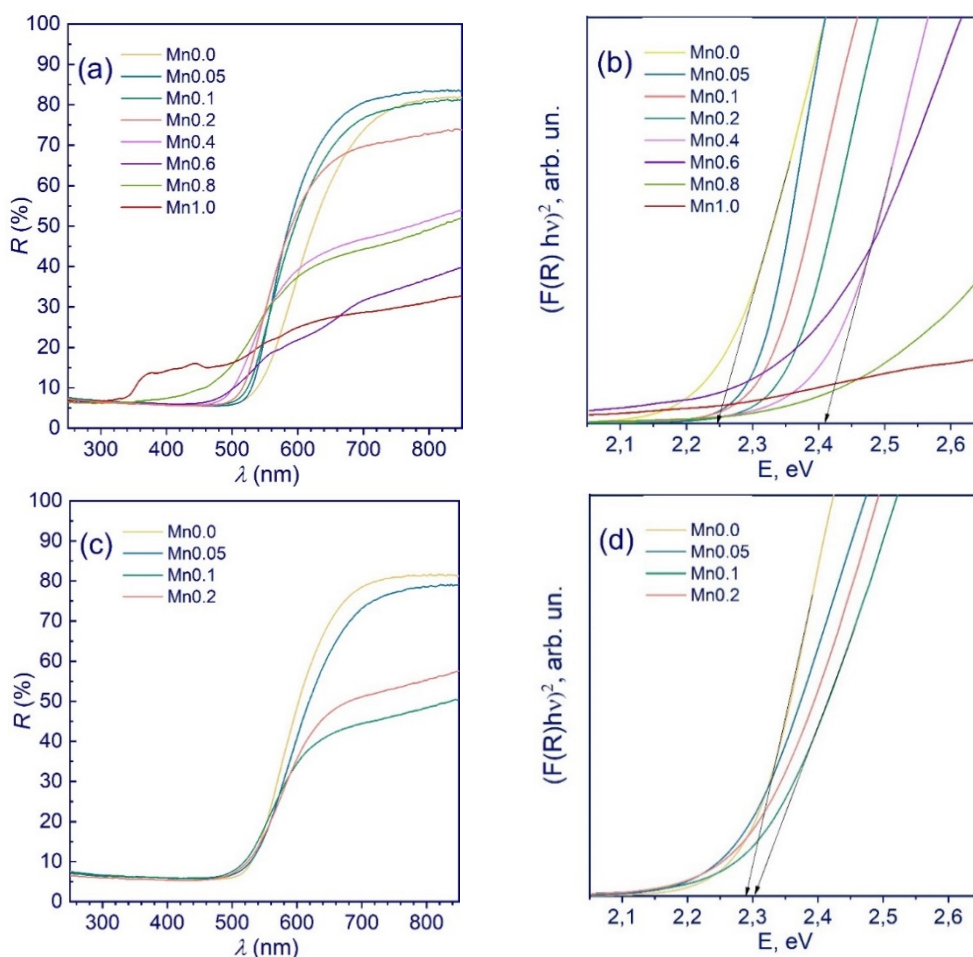 (a)
100
90
80
70
60
50
40
30
20
10
0
R (%)
Mn0.0
Mn0.05
Mn0.1
Mn0.2
Mn0.4
Mn0.6
Mn0.8
Mn1.0
300 400 500 600 700 800
λ (nm)
(b)
(F(R) hν)², arb. un.
Mn0.0
Mn0.05
Mn0.1
Mn0.2
Mn0.4
Mn0.6
Mn0.8
Mn1.0
2,1 2,2 2,3 2,4 2,5 2,6
E, eV
(c)
100
90
80
70
60
50
40
30
20
10
0
R (%)
Mn0.0
Mn0.05
Mn0.1
Mn0.2
300 400 500 600 700 800
λ (nm)
(d)
(F(R)hν)², arb. un.
Mn0.0
Mn0.05
Mn0.1
Mn0.2
2,1 2,2 2,3 2,4 2,5 2,6
E, eV